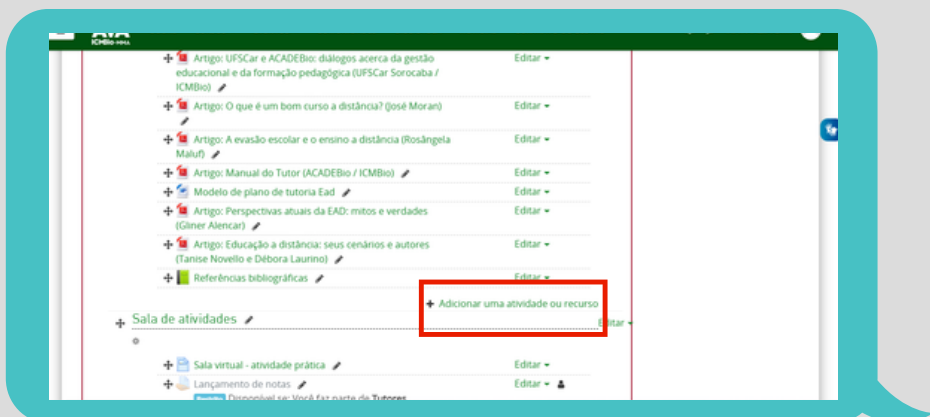 AVA
ICMBio-MMA
Artigo: UFSCar e ACADEBio: diálogos acerca da gestão Editar
educacional e da formação pedagógica (UFSCar Sorocaba /
ICMBio)
Artigo: O que é um bom curso a distância? (José Moran) Editar
Artigo: A evasão escolar e o ensino a distância (Rosângela Editar
Maluf)
Artigo: Manual do Tutor (ACADEBio / ICMBio) Editar
Modelo de plano de tutoria Ead Editar
Artigo: Perspectivas atuais da EAD: mitos e verdades Editar
(Gliner Alencar)
Artigo: Educação a distância: seus cenários e autores Editar
(Tanise Novello e Débora Laurino)
Referências bibliográficas Editar
Adicionar uma atividade ou recurso
Sala de atividades Editar
Sala virtual - atividade prática Editar
Lançamento de notas Editar
Restrito Disponível se: Você faz parte de Tutores